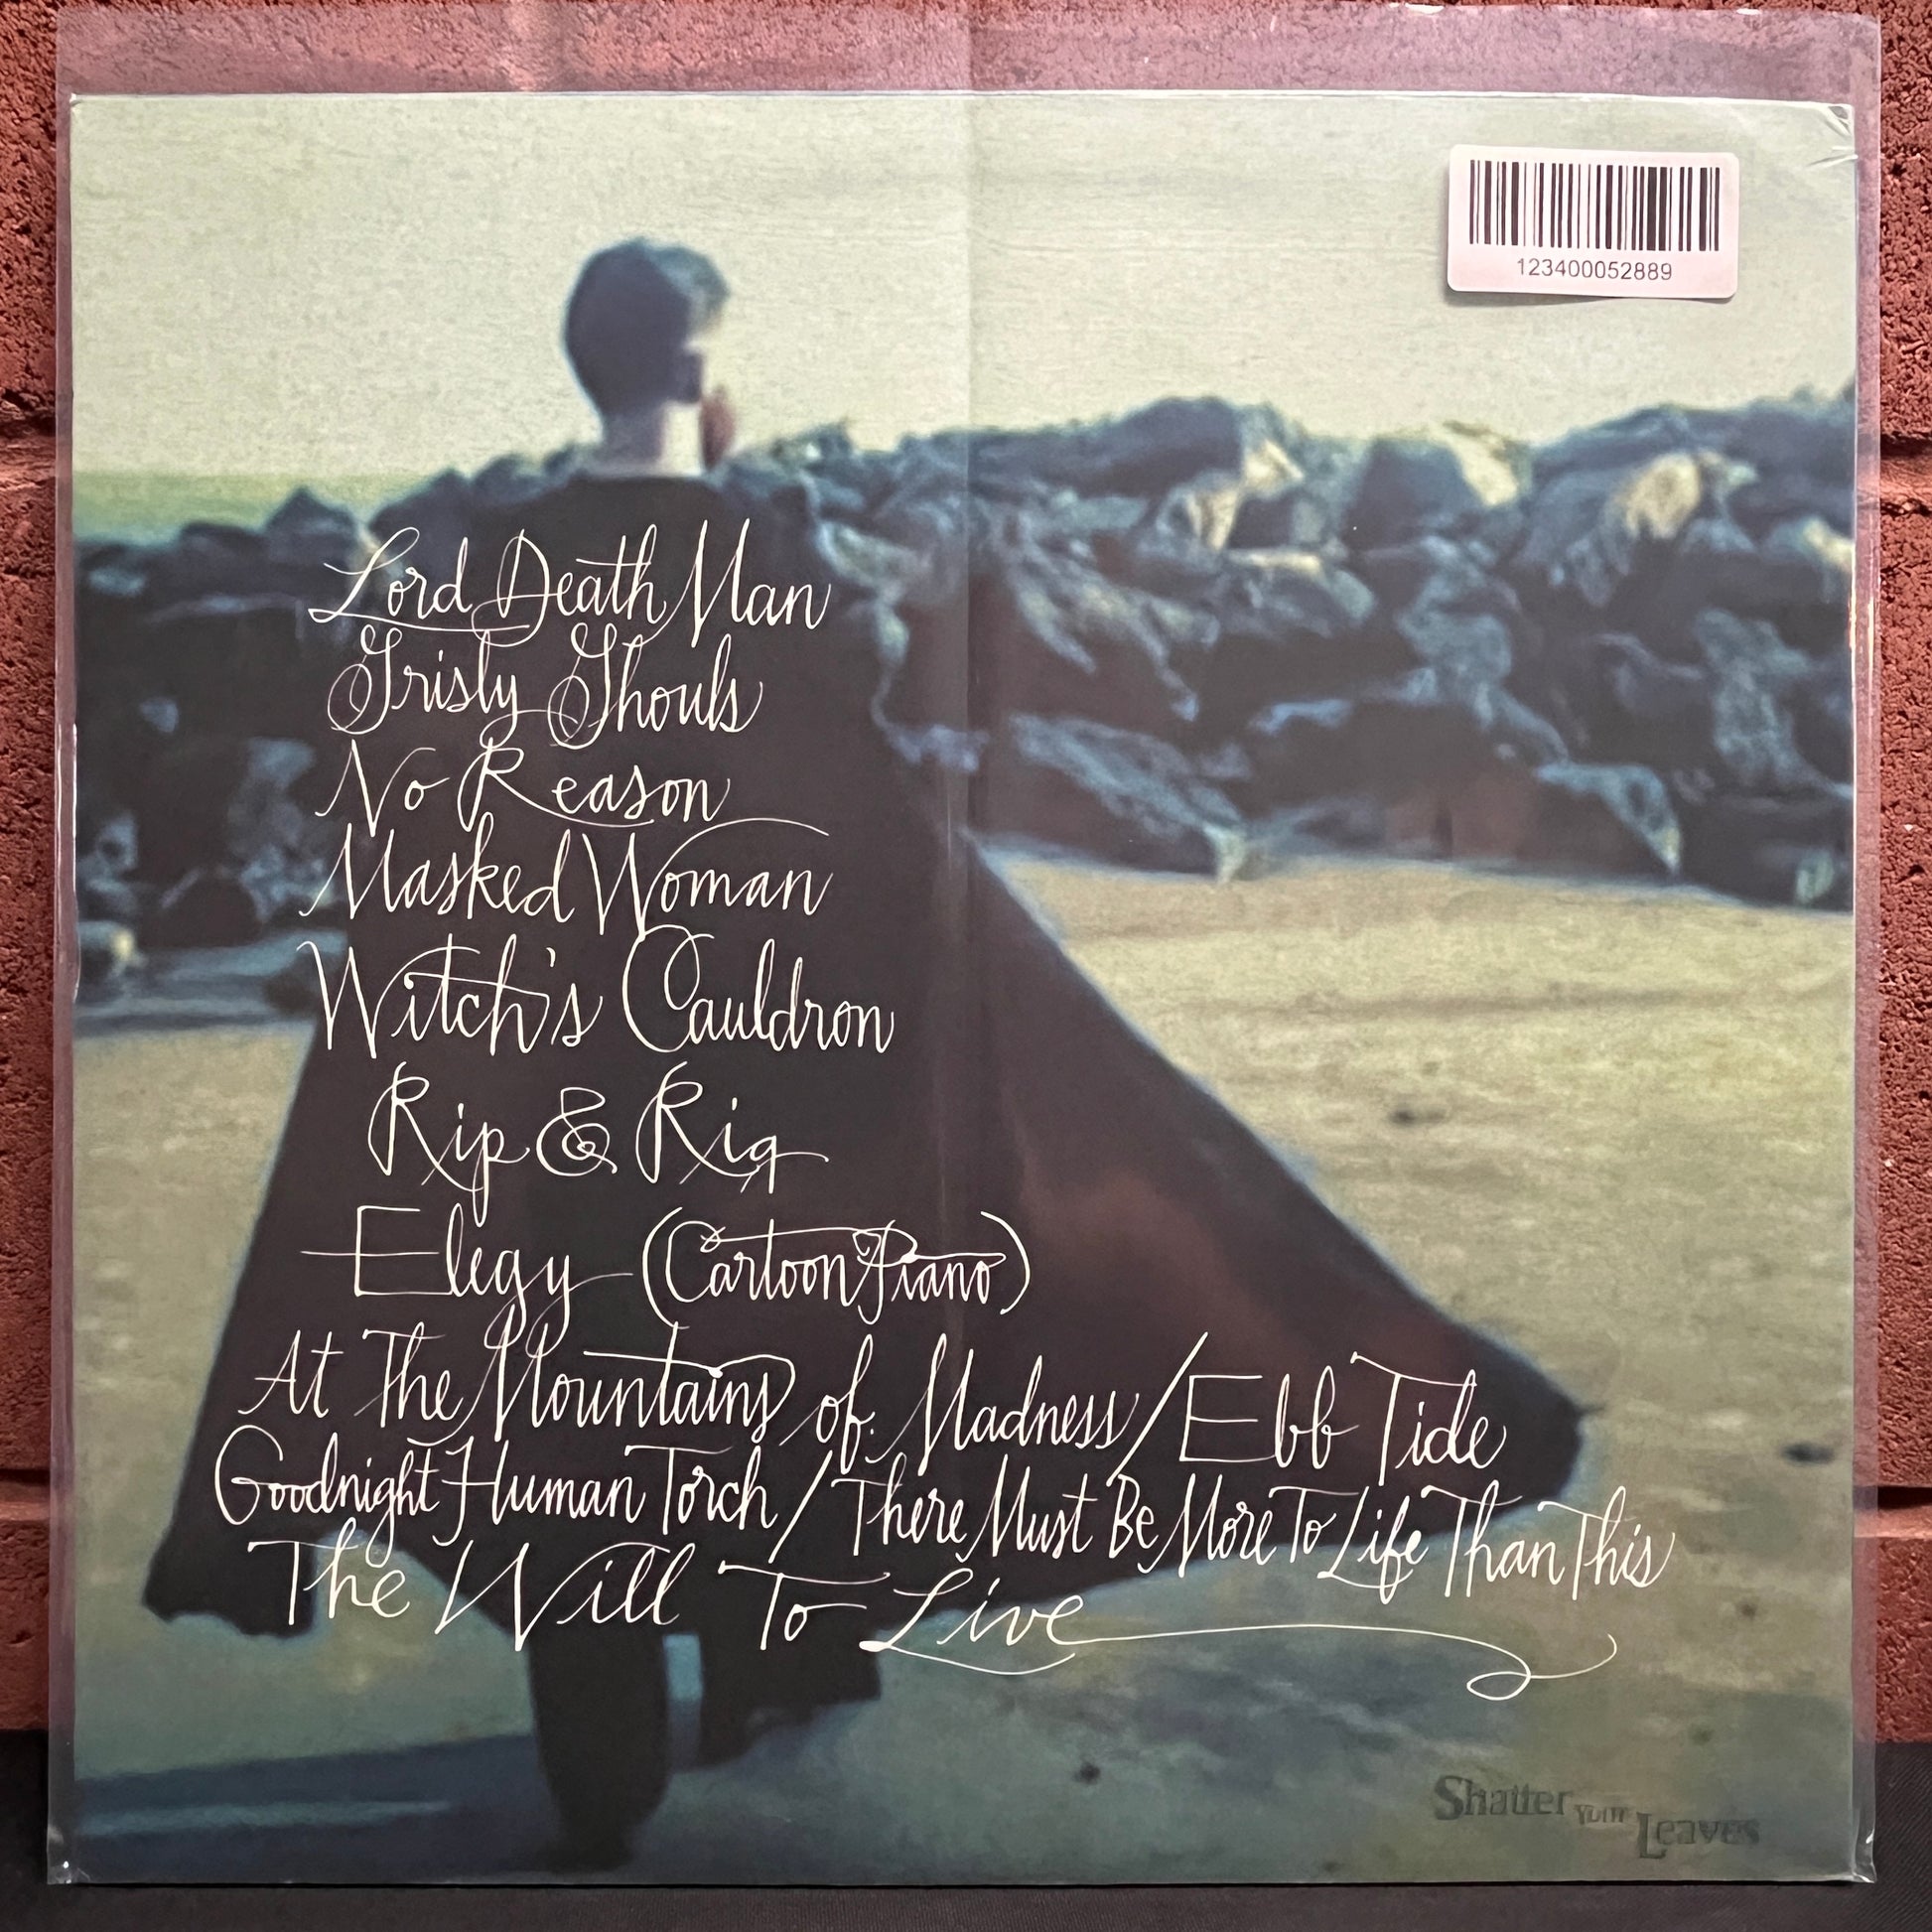 123400052889
Lord Death Man
Grisly Ghouls
No Reason
Masked Woman
Witch's Cauldron
Rip & Rig
Elegy (Cartoon Piano)
At The Mountains of Madness/Ebb Tide
Goodnight Human Torch/There Must Be More To Life Than This
The Will To Live
Shatter Your Leaves